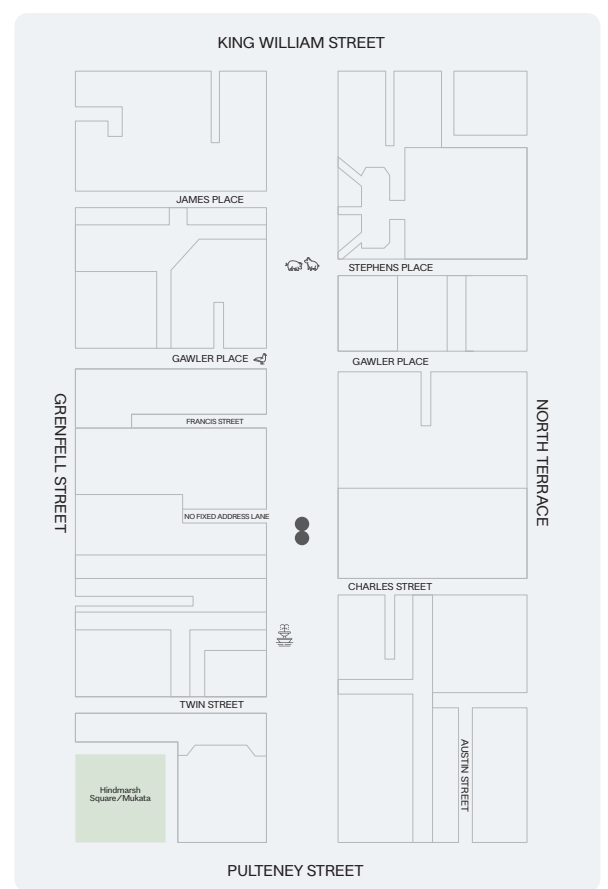 KING WILLIAM STREET
JAMES PLACE
STEPHENS PLACE
GAWLER PLACE
GAWLER PLACE
GRENFELL STREET
NORTH TERRACE
FRANCIS STREET
NO FIXED ADDRESS LANE
CHARLES STREET
TWIN STREET
AUSTIN STREET
Hindmarsh
Square/Mukata
PULTENEY STREET